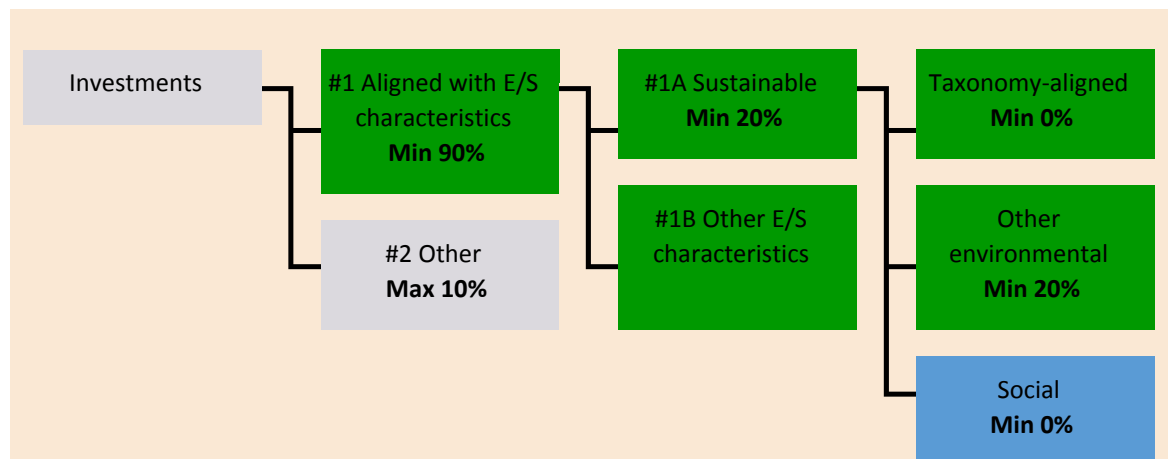 Investments
#1 Aligned with E/S
characteristics
Min 90%
#2 Other
Max 10%
#1A Sustainable
Min 20%
#1B Other E/S
characteristics
Taxonomy-aligned
Min 0%
Other
environmental
Min 20%
Social
Min 0%